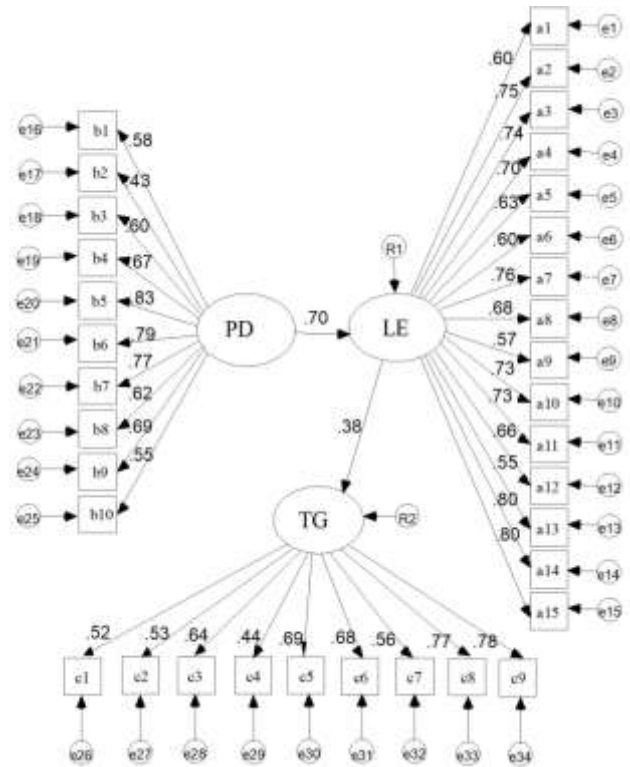 a1
e1
.60
a2
e2
.75
a3
e3
.74
a4
e4
.70
a5
e5
.63
a6
e6
.60
a7
e7
.76
a8
e8
.68
a9
e9
.57
a10
e10
.73
a11
e11
.73
a12
e12
.66
a13
e13
.55
a14
e14
.80
a15
e15
.80
e16
b1
.58
e17
b2
.43
e18
b3
.60
e19
b4
.67
e20
b5
.83
e21
b6
.79
e22
b7
.77
e23
b8
.62
e24
b9
.69
e25
b10
.55
PD
.70
LE
R1
.38
TG
R2
.52
.53
.64
.44
.69
.68
.56
.77
.78
c1
c2
c3
c4
c5
c6
c7
c8
c9
e26
e27
e28
e29
e30
e31
e32
e33
e34